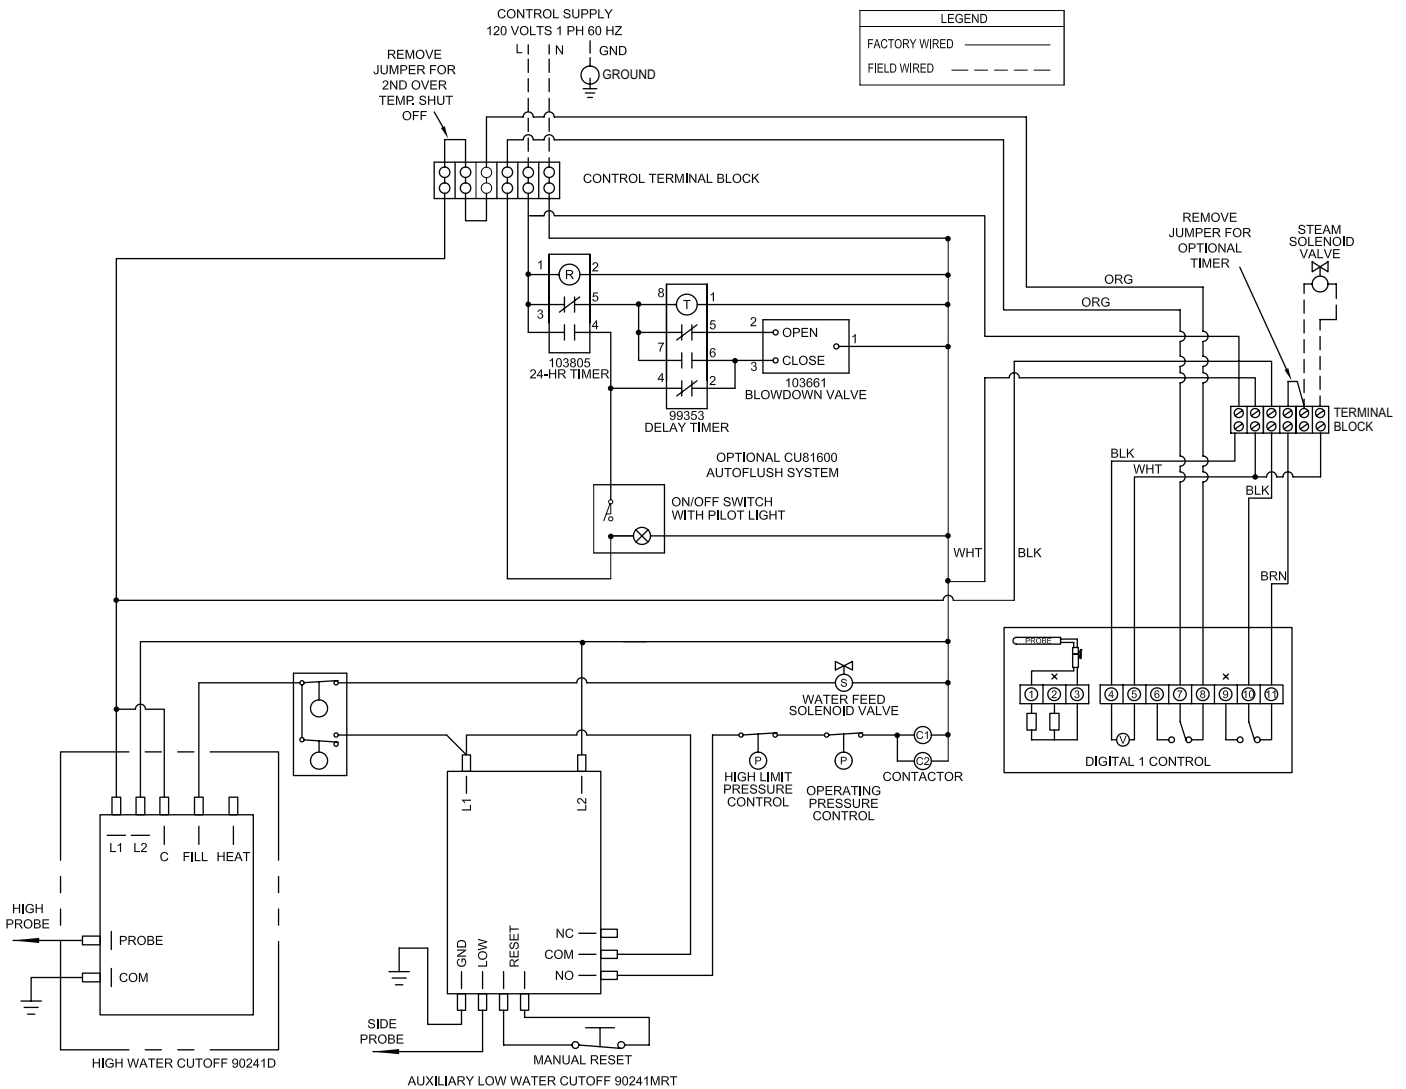 CONTROL SUPPLY
120 VOLTS 1 PH 60 HZ
L
N
GND
GROUND
REMOVE
JUMPER FOR
2ND OVER
TEMP. SHUT
OFF
CONTROL TERMINAL BLOCK
LEGEND
FACTORY WIRED
FIELD WIRED
REMOVE
JUMPER FOR
OPTIONAL
TIMER
STEAM
SOLENOID
VALVE
ORG
ORG
1
R
2
3
5
4
103805
24-HR TIMER
8
T
1
5
7
6
4
2
99353
DELAY TIMER
2
OPEN
1
3
CLOSE
103661
BLOWDOWN VALVE
TERMINAL
BLOCK
OPTIONAL CU81600
AUTOFLUSH SYSTEM
ON/OFF SWITCH
WITH PILOT LIGHT
BLK
WHT
BLK
WHT
BLK
BRN
PROBE
X
X
1
2
3
4
5
6
7
8
9
10
11
V
DIGITAL 1 CONTROL
S
WATER FEED
SOLENOID VALVE
C1
C2
CONTACTOR
P
HIGH LIMIT
PRESSURE
CONTROL
P
OPERATING
PRESSURE
CONTROL
L1
L2
C
FILL
HEAT
HIGH
PROBE
PROBE
COM
HIGH WATER CUTOFF 90241D
L1
L2
NC
COM
NO
GND
LOW
RESET
SIDE
PROBE
MANUAL RESET
AUXILIARY LOW WATER CUTOFF 90241MRT